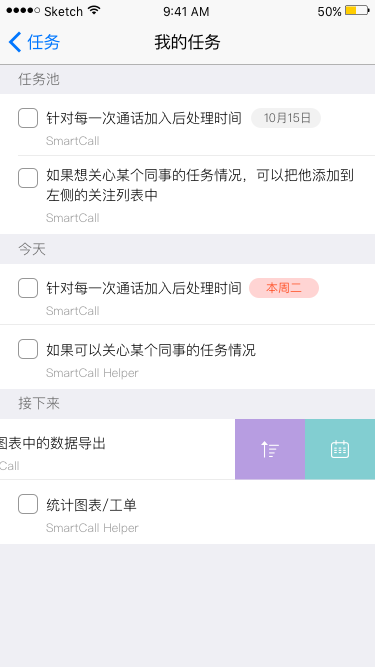 Sketch 9:41 AM 50%
任务 我的任务
任务池
针对每一次通话加入后处理时间 10月15日
SmartCall
如果想关心某个同事的任务情况，可以把他添加到
左侧的关注列表中
SmartCall
今天
针对每一次通话加入后处理时间 本周二
SmartCall
如果可以关心某个同事的任务情况
SmartCall Helper
接下来
图表中的数据导出
Call
统计图表/工单
SmartCall Helper